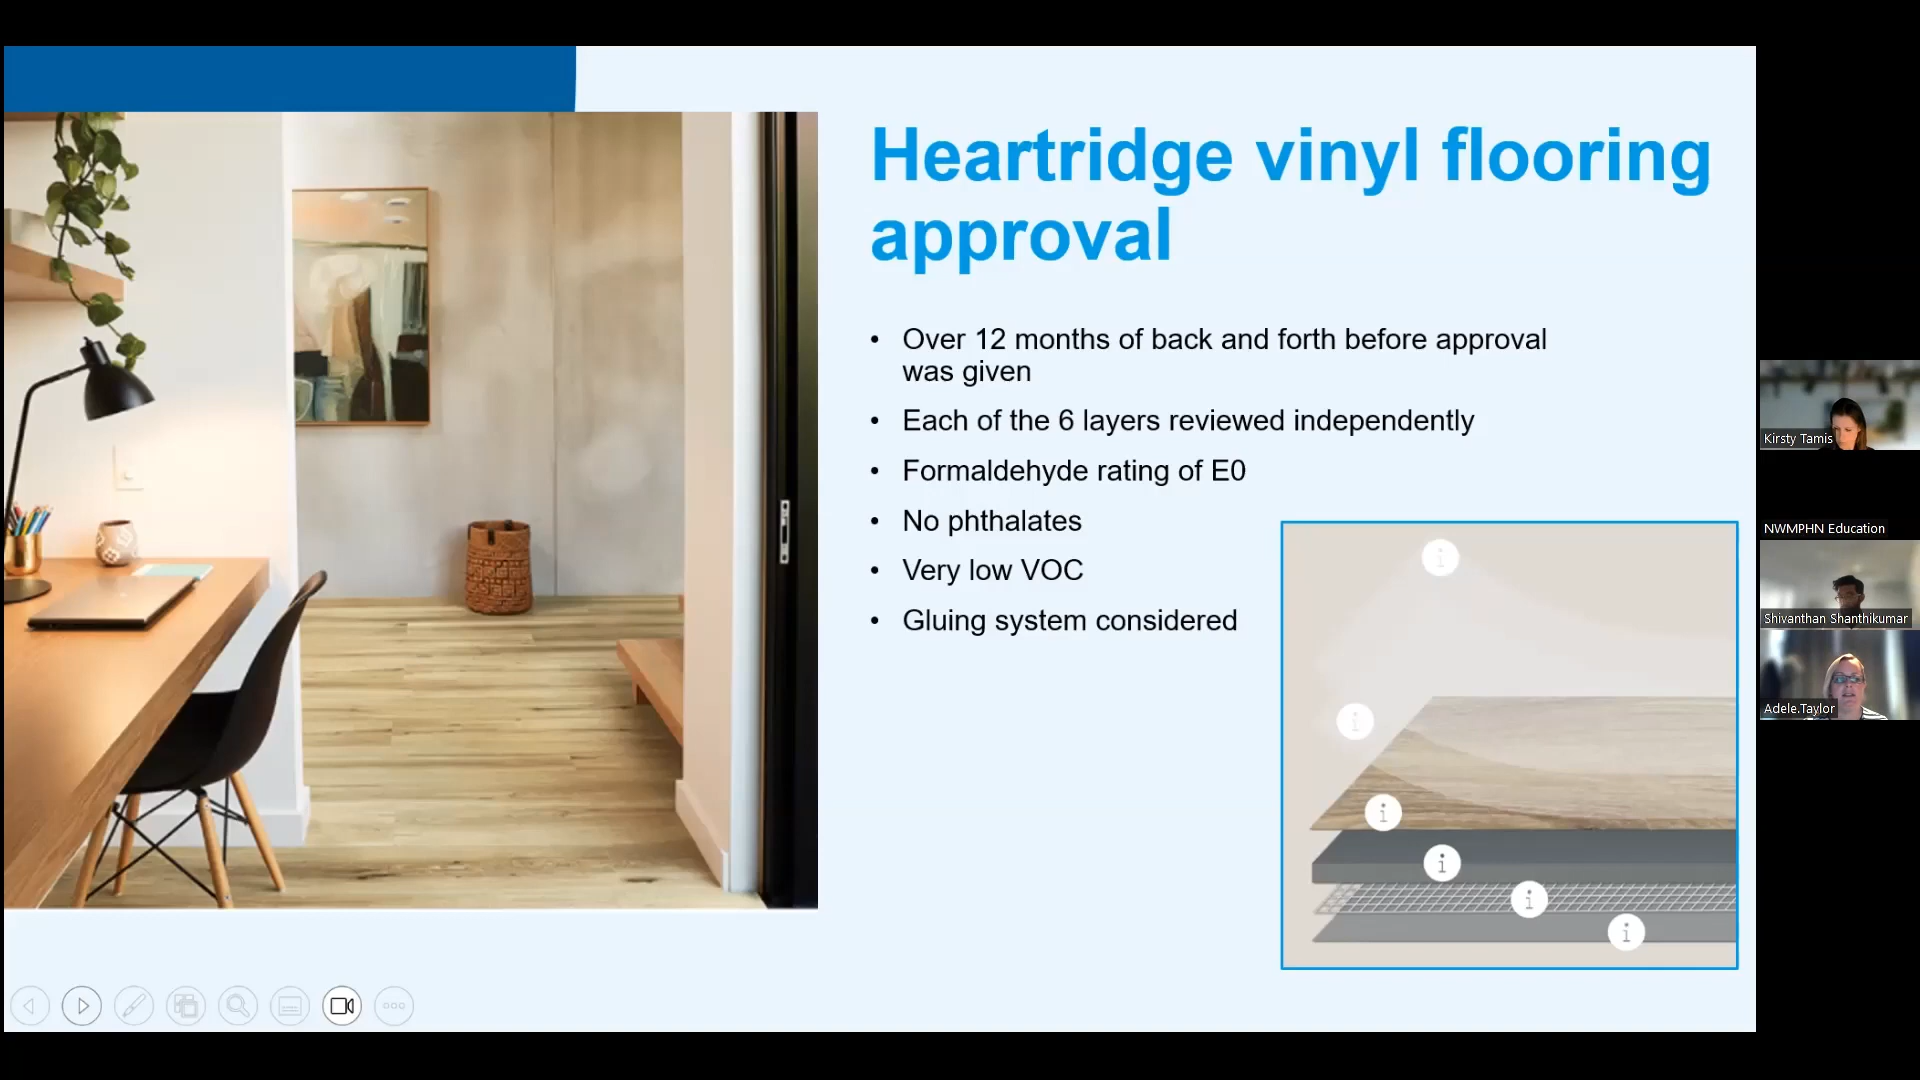 Heartridge vinyl flooring
approval
• Over 12 months of back and forth before approval
was given
• Each of the 6 layers reviewed independently
• Formaldehyde rating of E0
• No phthalates
• Very low VOC
• Gluing system considered
i
i
i
i
i
i
Kirsty Tamis
NWMPHN Education
Shivanthan Shanthikumar
Adele.Taylor